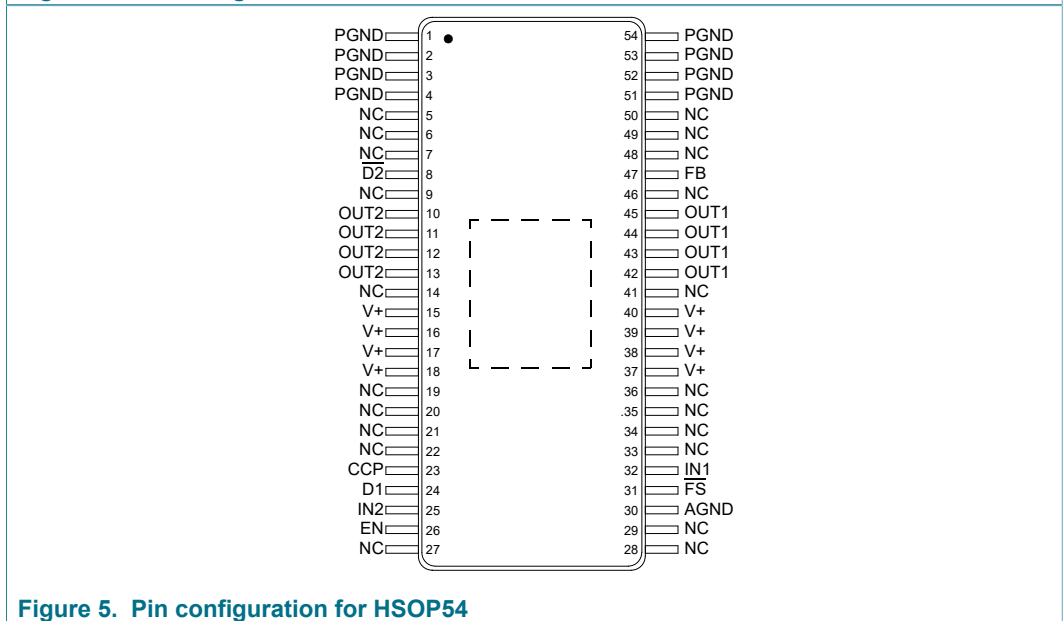 PGND 1 54 PGND
PGND 2 53 PGND
PGND 3 52 PGND
PGND 4 51 PGND
NC 5 50 NC
NC 6 49 NC
NC 7 48 NC
D2 8 47 FB
NC 9 46 NC
OUT2 10 45 OUT1
OUT2 11 44 OUT1
OUT2 12 43 OUT1
OUT2 13 42 OUT1
NC 14 41 NC
V+ 15 40 V+
V+ 16 39 V+
V+ 17 38 V+
V+ 18 37 V+
NC 19 36 NC
NC 20 .35 NC
NC 21 34 NC
NC 22 33 NC
CCP 23 32 IN1
D1 24 31 FS
IN2 25 30 AGND
EN 26 29 NC
NC 27 28 NC
Figure 5. Pin configuration for HSOP54